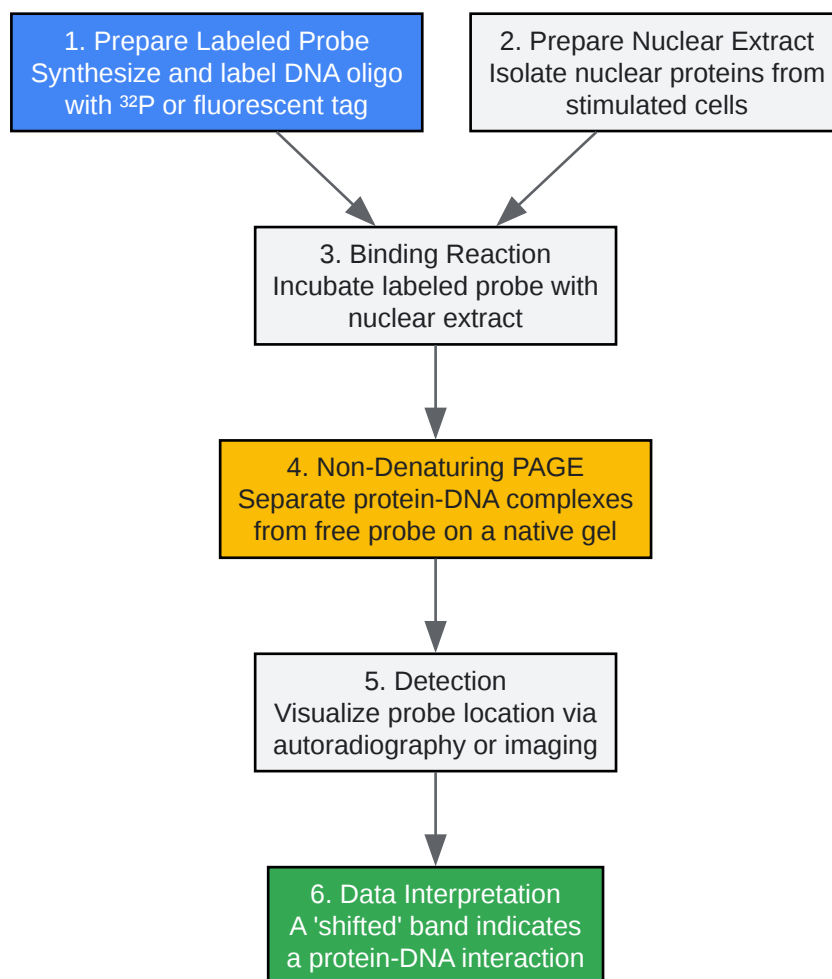 1. Prepare Labeled Probe
Synthesize and label DNA oligo
with ³²P or fluorescent tag
2. Prepare Nuclear Extract
Isolate nuclear proteins from
stimulated cells
3. Binding Reaction
Incubate labeled probe with
nuclear extract
4. Non-Denaturing PAGE
Separate protein-DNA complexes
from free probe on a native gel
5. Detection
Visualize probe location via
autoradiography or imaging
6. Data Interpretation
A 'shifted' band indicates
a protein-DNA interaction